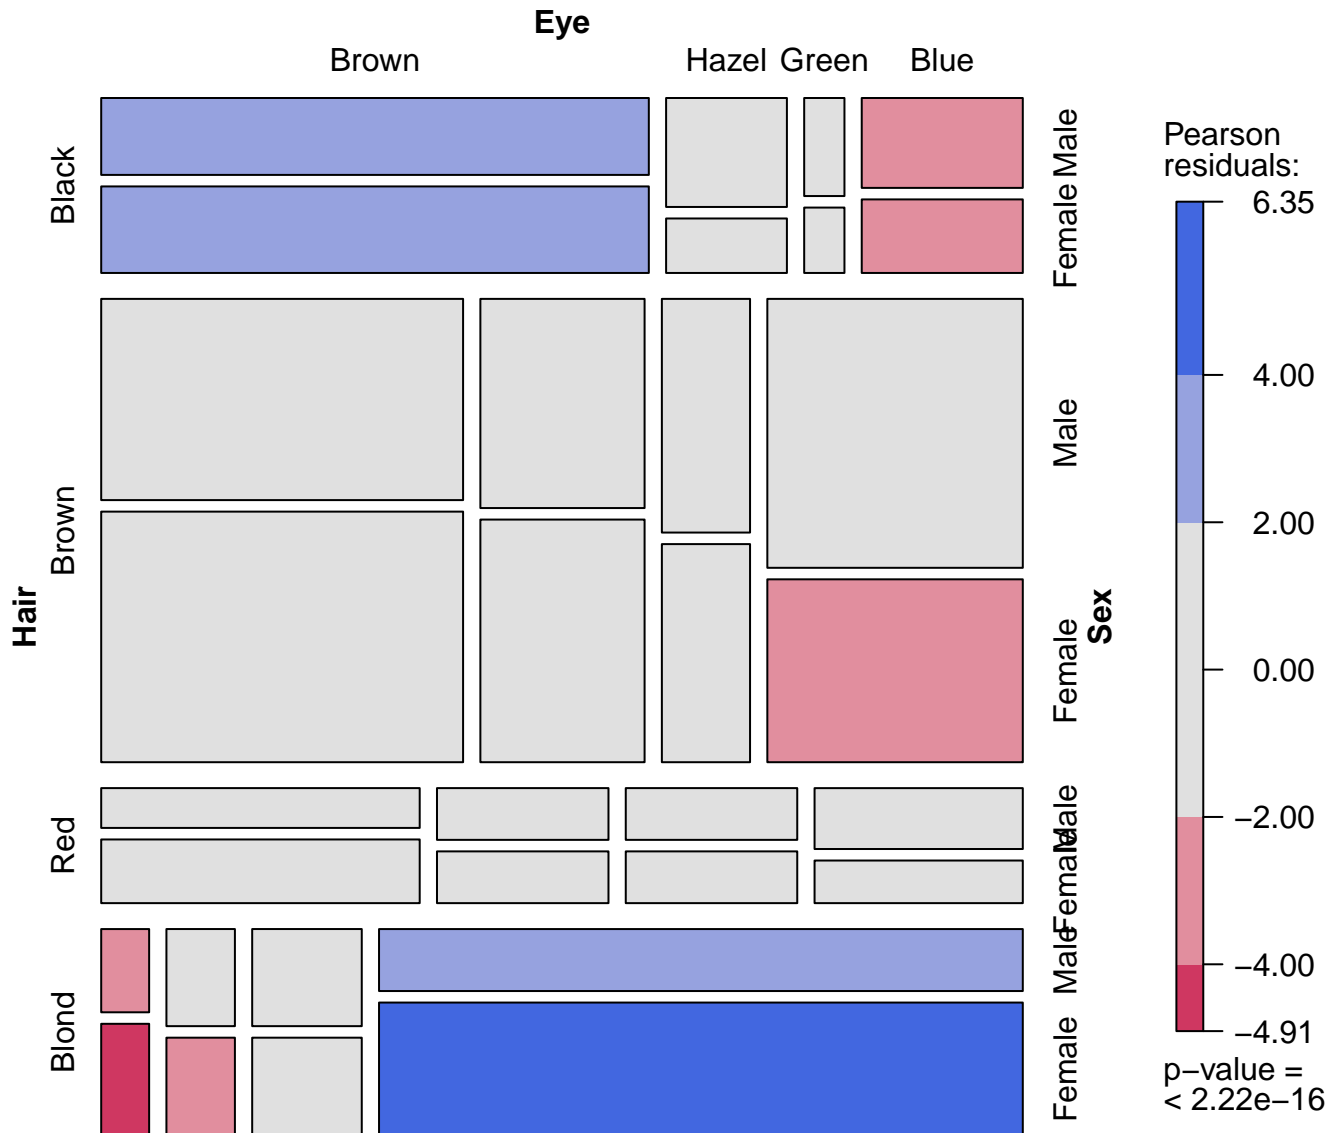 Eye
Brown Hazel Green Blue
Black
Male
Female
Brown
Male
Female
Red
Male
Female
Blond
Male
Female
Hair
Sex
Pearson
residuals:
6.35
4.00
2.00
0.00
−2.00
−4.00
−4.91
p−value =
< 2.22e−16